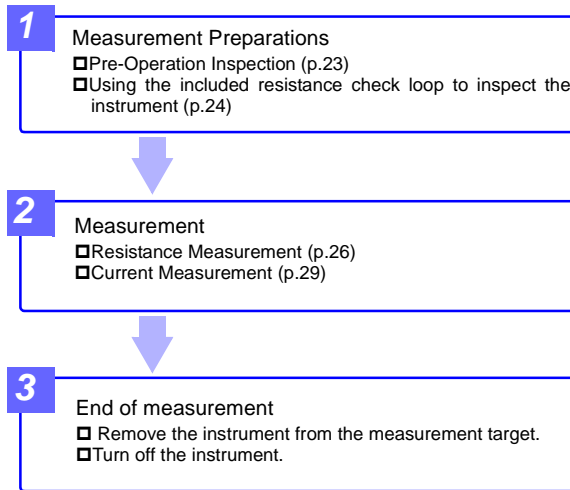 1
Measurement Preparations
❑Pre-Operation Inspection (p.23)
❑Using the included resistance check loop to inspect the
instrument (p.24)
2
Measurement
❑Resistance Measurement (p.26)
❑Current Measurement (p.29)
3
End of measurement
❑ Remove the instrument from the measurement target.
❑Turn off the instrument.